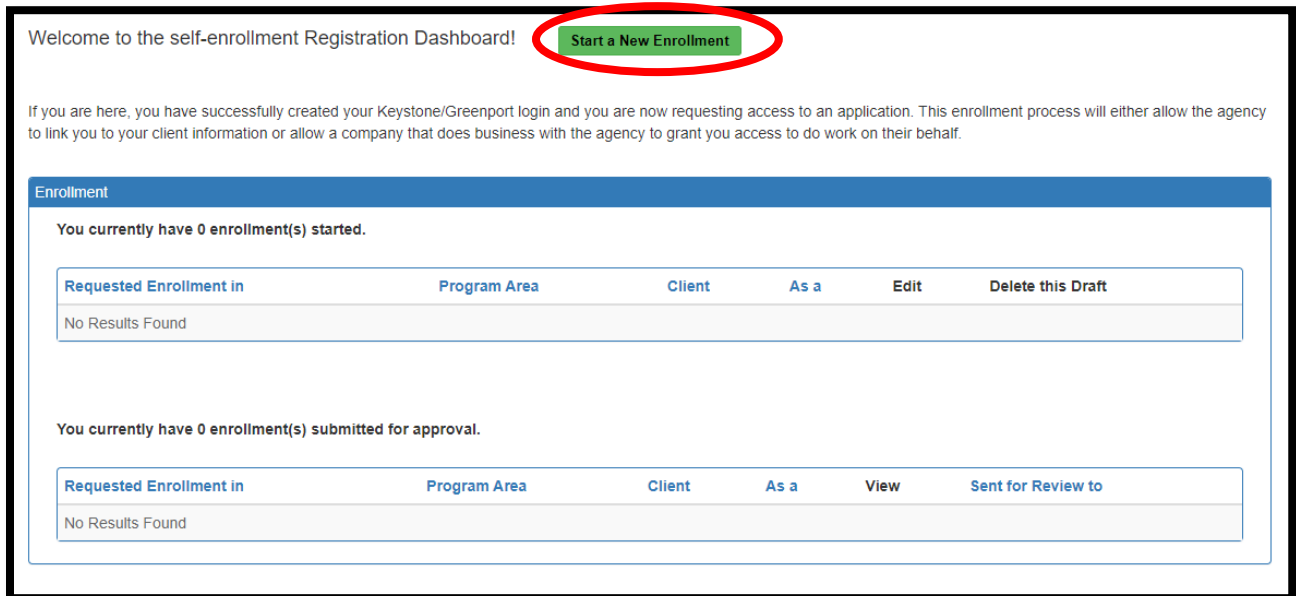 Welcome to the self-enrollment Registration Dashboard! Start a New Enrollment
If you are here, you have successfully created your Keystone/Greenport login and you are now requesting access to an application. This enrollment process will either allow the agency
to link you to your client information or allow a company that does business with the agency to grant you access to do work on their behalf.
Enrollment
You currently have 0 enrollment(s) started.
Requested Enrollment in Program Area Client As a Edit Delete this Draft
No Results Found
You currently have 0 enrollment(s) submitted for approval.
Requested Enrollment in Program Area Client As a View Sent for Review to
No Results Found